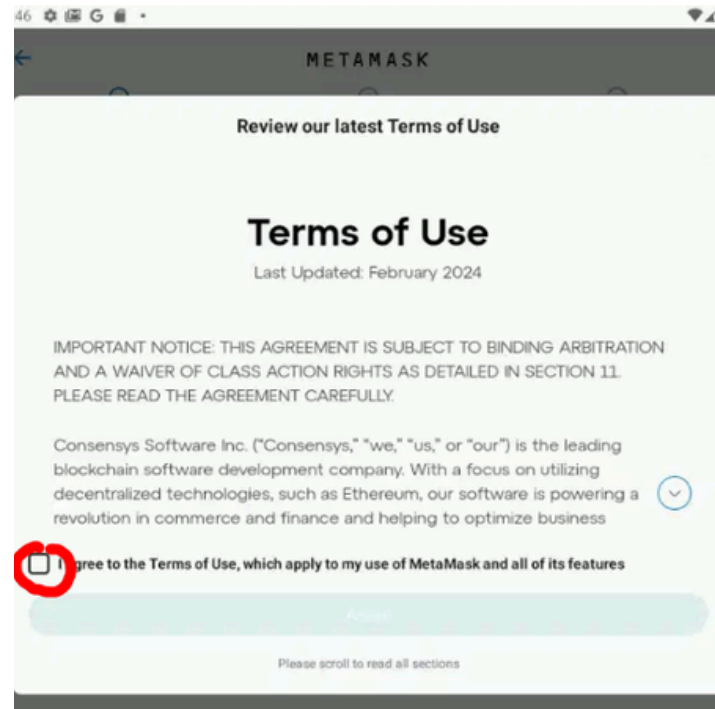 46 G
METAMASK
Review our latest Terms of Use
Terms of Use
Last Updated: February 2024
IMPORTANT NOTICE: THIS AGREEMENT IS SUBJECT TO BINDING ARBITRATION
AND A WAIVER OF CLASS ACTION RIGHTS AS DETAILED IN SECTION 11.
PLEASE READ THE AGREEMENT CAREFULLY.
Consensys Software Inc. ("Consensys," "we," "us," or "our") is the leading
blockchain software development company. With a focus on utilizing
decentralized technologies, such as Ethereum, our software is powering a
revolution in commerce and finance and helping to optimize business
I agree to the Terms of Use, which apply to my use of MetaMask and all of its features
Accept
Please scroll to read all sections